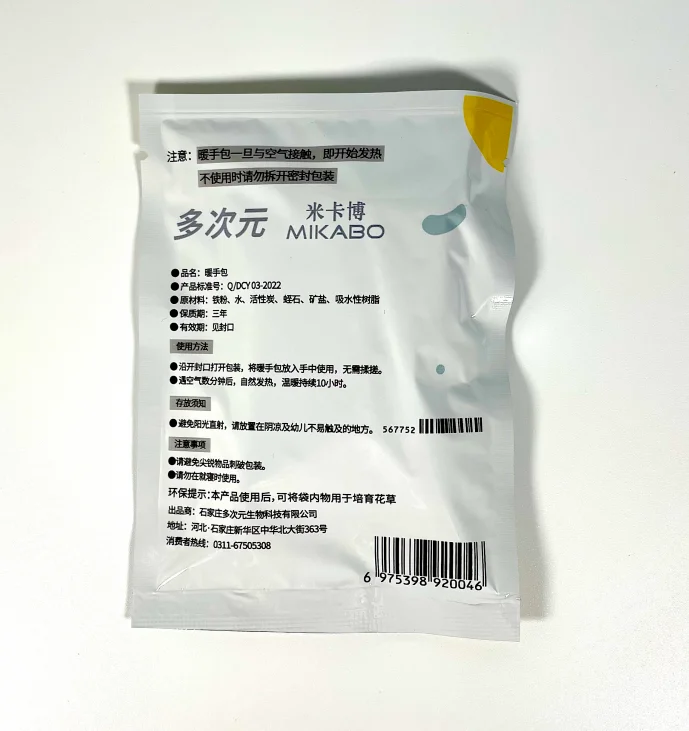 注意：暖手包一旦与空气接触，即开始发热
不使用时请勿拆开密封包装
多次元 米卡博
MIKABO
●品名：暖手包
●产品标准号：Q/DCY 03-2022
●原材料：铁粉、水、活性炭、蛭石、矿盐、吸水性树脂
●保质期：三年
●有效期：见封口
使用方法
●沿开封口打开包装，将暖手包放入手中使用，无需揉搓。
●遇空气数分钟后，自然发热，温暖持续10小时。
存放须知
●避免阳光直射，请放置在阴凉及幼儿不易触及的地方。 567752
注意事项
●请避免尖锐物品刺破包装。
●请勿在就寝时使用。
环保提示：本产品使用后，可将袋内物用于培育花草
出品商：石家庄多次元生物科技有限公司
地址：河北·石家庄新华区中华北大街363号
消费者热线：0311-67505308
6 975398 920046